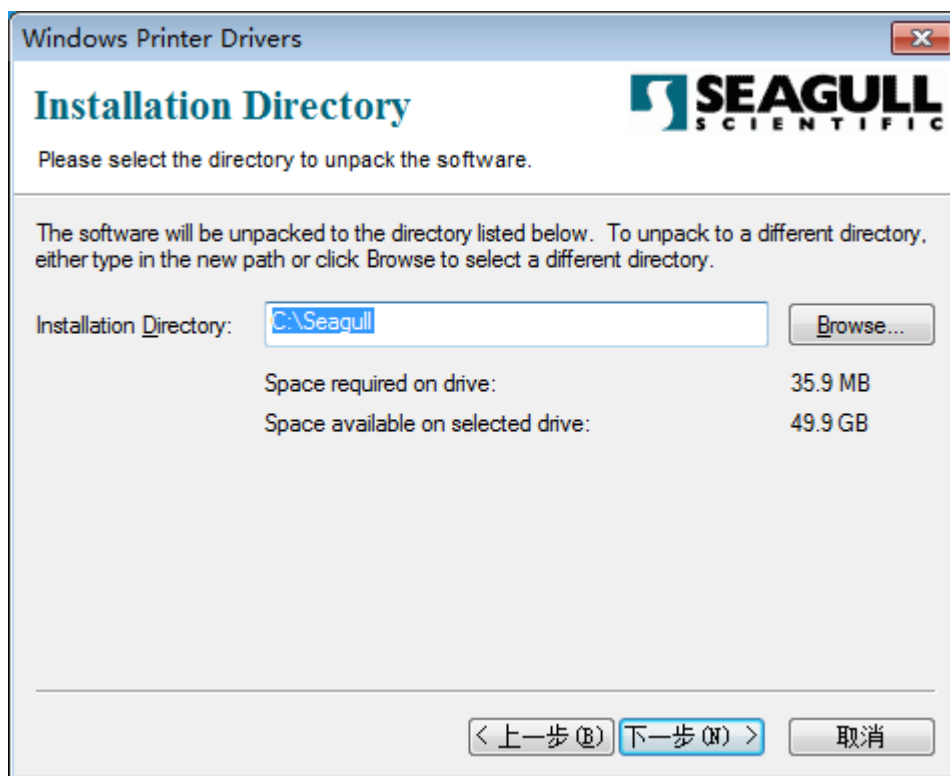 Windows Printer Drivers
Installation Directory
SEAGULL
SCIENTIFIC
Please select the directory to unpack the software.
The software will be unpacked to the directory listed below. To unpack to a different directory,
either type in the new path or click Browse to select a different directory.
Installation Directory: C:\Seagull Browse...
Space required on drive: 35.9 MB
Space available on selected drive: 49.9 GB
< 上一步(B) 下一步(N) > 取消